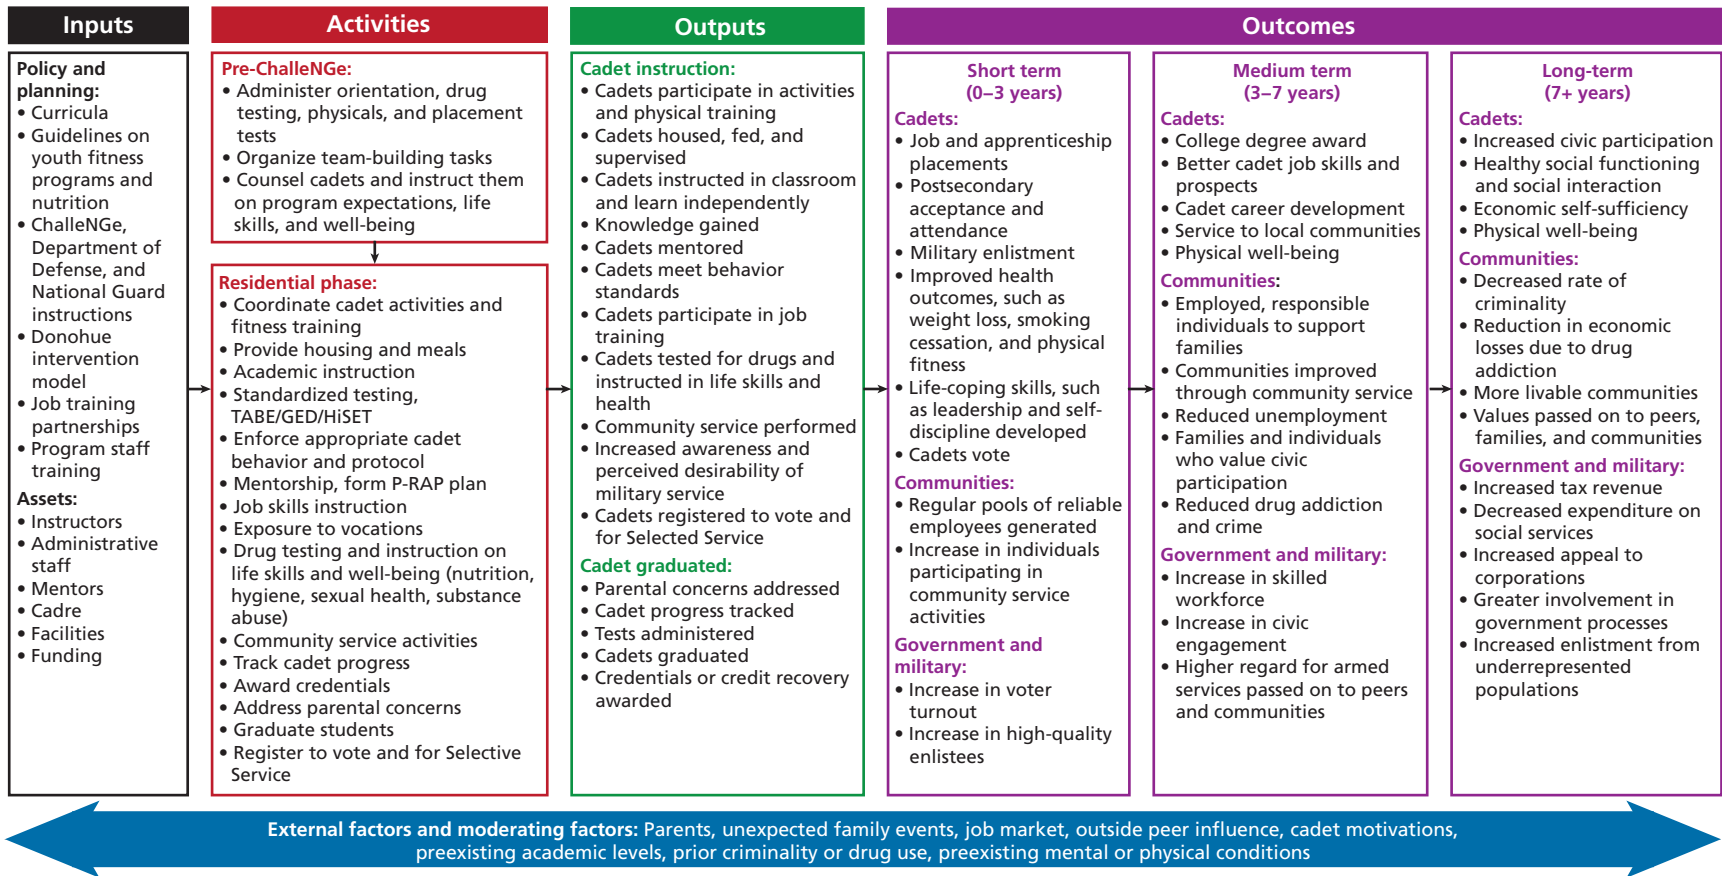 Inputs
Policy and
planning:
• Curricula
• Guidelines on
youth fitness
programs and
nutrition
• ChalleNGe,
Department of
Defense, and
National Guard
instructions
• Donohue
intervention
model
• Job training
partnerships
• Program staff
training
Assets:
• Instructors
• Administrative
staff
• Mentors
• Cadre
• Facilities
• Funding
Activities
Pre-ChalleNGe:
• Administer orientation, drug
testing, physicals, and placement
tests
• Organize team-building tasks
• Counsel cadets and instruct them
on program expectations, life
skills, and well-being
Residential phase:
• Coordinate cadet activities and
fitness training
• Provide housing and meals
• Academic instruction
• Standardized testing,
TABE/GED/HiSET
• Enforce appropriate cadet
behavior and protocol
• Mentorship, form P-RAP plan
• Job skills instruction
• Exposure to vocations
• Drug testing and instruction on
life skills and well-being (nutrition,
hygiene, sexual health, substance
abuse)
• Community service activities
• Track cadet progress
• Award credentials
• Address parental concerns
• Graduate students
• Register to vote and for Selective
Service
Outputs
Cadet instruction:
• Cadets participate in activities
and physical training
• Cadets housed, fed, and
supervised
• Cadets instructed in classroom
and learn independently
• Knowledge gained
• Cadets mentored
• Cadets meet behavior
standards
• Cadets participate in job
training
• Cadets tested for drugs and
instructed in life skills and
health
• Community service performed
• Increased awareness and
perceived desirability of
military service
• Cadets registered to vote and
for Selected Service
Cadet graduated:
• Parental concerns addressed
• Cadet progress tracked
• Tests administered
• Cadets graduated
• Credentials or credit recovery
awarded
Outcomes
Short term
(0–3 years)
Cadets:
• Job and apprenticeship
placements
• Postsecondary
acceptance and
attendance
• Military enlistment
• Improved health
outcomes, such as
weight loss, smoking
cessation, and physical
fitness
• Life-coping skills, such
as leadership and self-
discipline developed
• Cadets vote
Communities:
• Regular pools of reliable
employees generated
• Increase in individuals
participating in
community service
activities
Government and
military:
• Increase in voter
turnout
• Increase in high-quality
enlistees
Medium term
(3–7 years)
Cadets:
• College degree award
• Better cadet job skills and
prospects
• Cadet career development
• Service to local communities
• Physical well-being
Communities:
• Employed, responsible
individuals to support
families
• Communities improved
through community service
• Reduced unemployment
• Families and individuals
who value civic
participation
• Reduced drug addiction
and crime
Government and military:
• Increase in skilled
workforce
• Increase in civic
engagement
• Higher regard for armed
services passed on to peers
and communities
Long-term
(7+ years)
Cadets:
• Increased civic participation
• Healthy social functioning
and social interaction
• Economic self-sufficiency
• Physical well-being
Communities:
• Decreased rate of
criminality
• Reduction in economic
losses due to drug
addiction
• More livable communities
• Values passed on to peers,
families, and communities
Government and military:
• Increased tax revenue
• Decreased expenditure on
social services
• Increased appeal to
corporations
• Greater involvement in
government processes
• Increased enlistment from
underrepresented
populations
External factors and moderating factors: Parents, unexpected family events, job market, outside peer influence, cadet motivations,
preexisting academic levels, prior criminality or drug use, preexisting mental or physical conditions